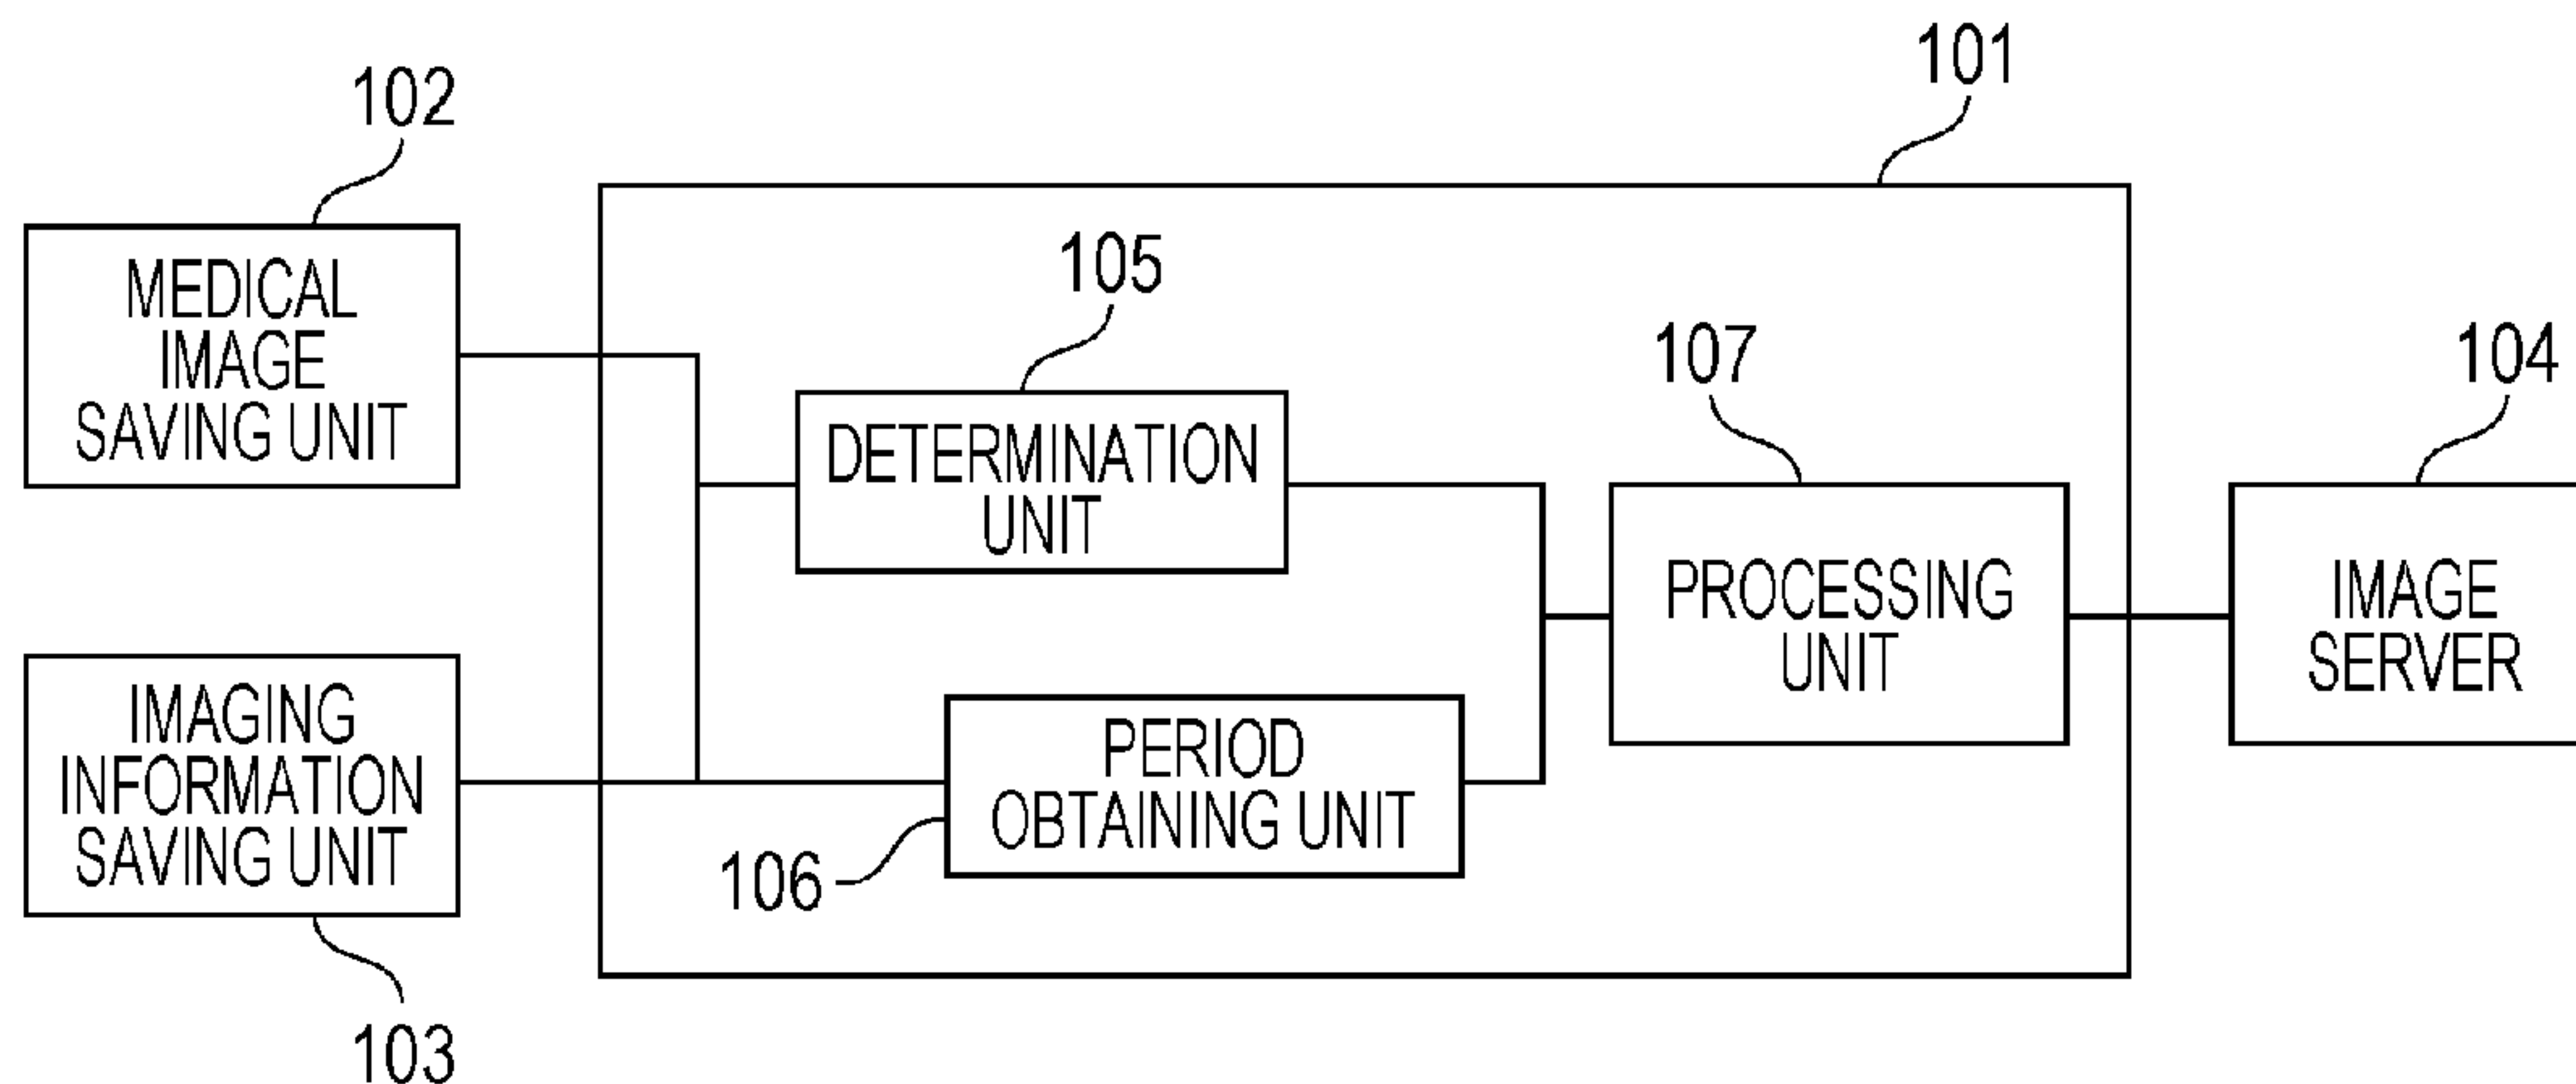 101
102
MEDICAL
IMAGE
SAVING UNIT
105
DETERMINATION
UNIT
107
PROCESSING
UNIT
104
IMAGE
SERVER
IMAGING
INFORMATION
SAVING UNIT
103
PERIOD
OBTAINING UNIT
106